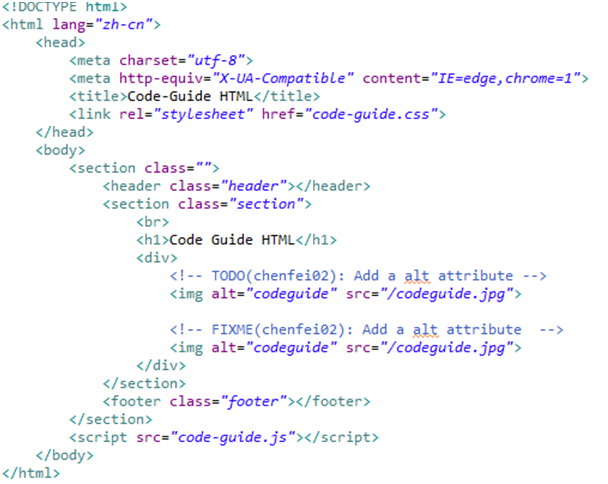 <!DOCTYPE html>
<html lang="zh-cn">
    <head>
        <meta charset="utf-8">
        <meta http-equiv="X-UA-Compatible" content="IE=edge,chrome=1">
        <title>Code-Guide HTML</title>
        <link rel="stylesheet" href="code-guide.css">
    </head>
    <body>
        <section class="">
            <header class="header"></header>
            <section class="section">
                <br>
                <h1>Code Guide HTML</h1>
                <div>
                    <!-- TODO(chenfei02): Add a alt attribute -->
                    <img alt="codeguide" src="/codeguide.jpg">

                    <!-- FIXME(chenfei02): Add a alt attribute  -->
                    <img alt="codeguide" src="/codeguide.jpg">
                </div>
            </section>
            <footer class="footer"></footer>
        </section>
        <script src="code-guide.js"></script>
    </body>
</html>